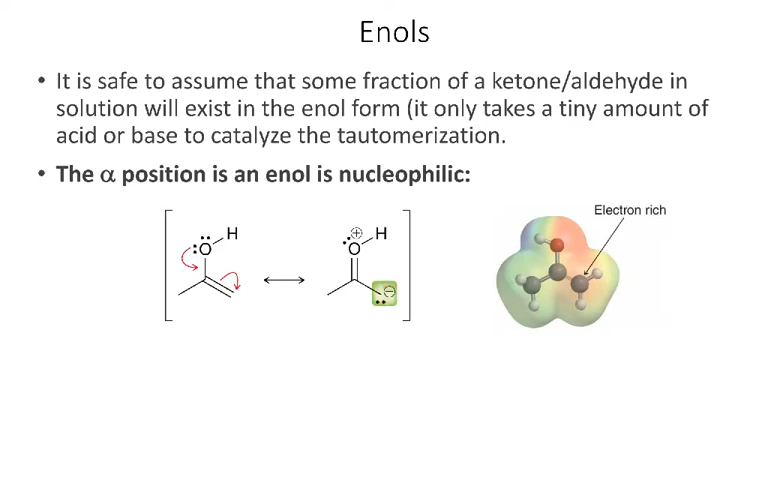 Enols
• It is safe to assume that some fraction of a ketone/aldehyde in
solution will exist in the enol form (it only takes a tiny amount of
acid or base to catalyze the tautomerization.
• The α position is an enol is nucleophilic:
Electron rich
H
:O
⊕ H
O
⊖